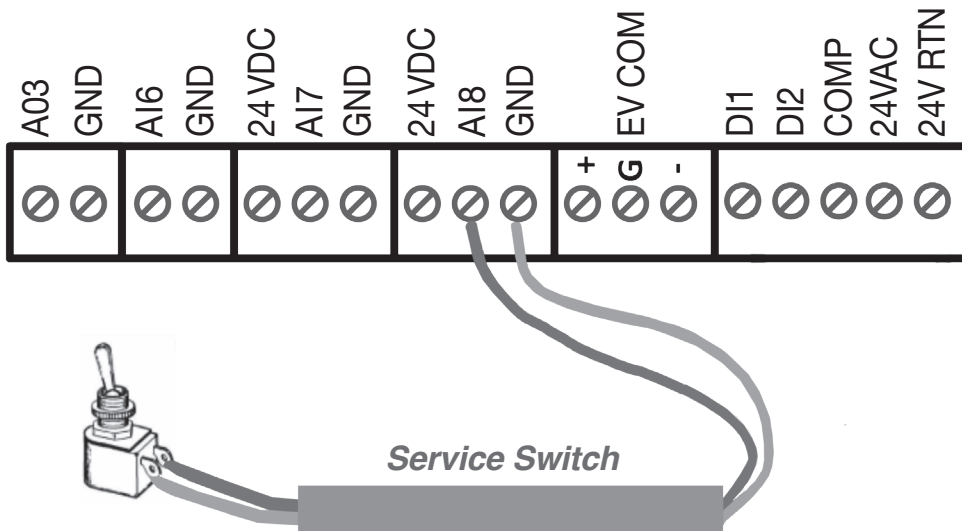 A03
GND
AI6
GND
24 VDC
AI7
GND
24 VDC
AI8
GND
EV COM
DI1
DI2
COMP
24VAC
24V RTN
+
G
-
Service Switch